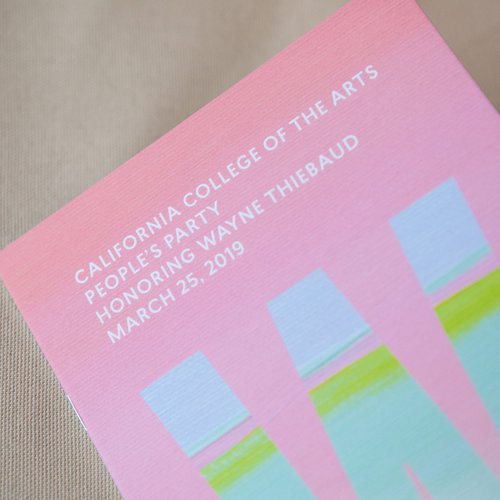 CALIFORNIA COLLEGE OF THE ARTS
PEOPLE'S PARTY
HONORING WAYNE THIEBAUD
MARCH 25, 2019